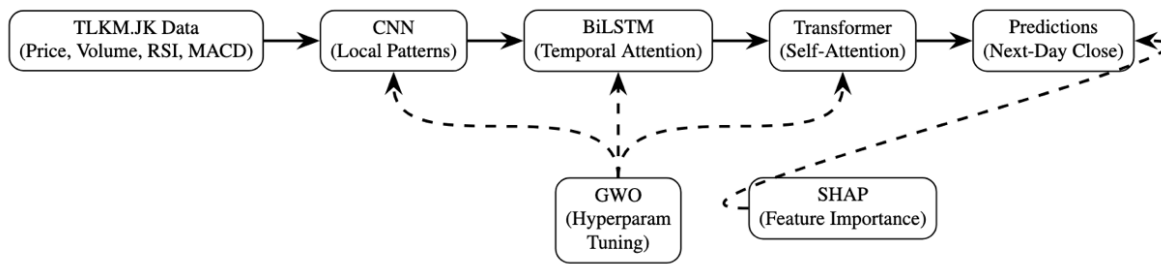 TLKM.JK Data
(Price, Volume, RSI, MACD)
CNN
(Local Patterns)
BiLSTM
(Temporal Attention)
Transformer
(Self-Attention)
Predictions
(Next-Day Close)
GWO
(Hyperparam
Tuning)
SHAP
(Feature Importance)